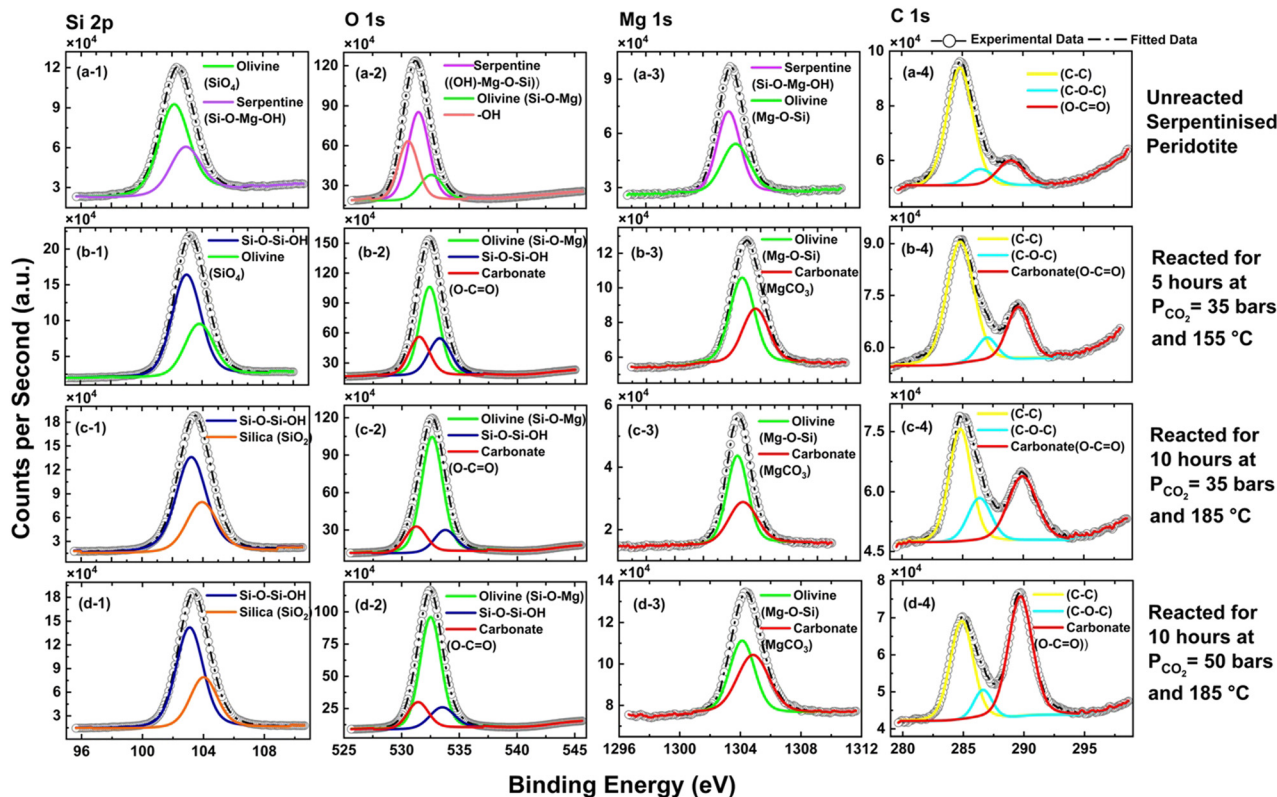 Si 2p
O 1s
Mg 1s
C 1s
Experimental Data
Fitted Data
Counts per Second (a.u.)
×10⁴
12
9
6
3
(a-1)
Olivine
(SiO₄)
Serpentine
(Si-O-Mg-OH)
×10⁴
120
90
60
30
(a-2)
Serpentine
((OH)-Mg-O-Si))
Olivine (Si-O-Mg)
-OH
×10⁴
9
7
5
3
(a-3)
Serpentine
(Si-O-Mg-OH)
Olivine
(Mg-O-Si)
×10⁴
10
8
6
(a-4)
(C-C)
(C-O-C)
(O-C=O)
Unreacted
Serpentinised
Peridotite
×10⁴
20
15
10
5
(b-1)
Si-O-Si-OH
Olivine
(SiO₄)
×10⁴
150
120
90
60
30
(b-2)
Olivine (Si-O-Mg)
Si-O-Si-OH
Carbonate
(O-C=O)
×10⁴
12
10
8
6
(b-3)
Olivine
(Mg-O-Si)
Carbonate
(MgCO₃)
×10⁴
9.0
7.5
6.0
(b-4)
(C-C)
(C-O-C)
Carbonate(O-C=O)
Reacted for
5 hours at
P_CO₂= 35 bars
and 155 °C
×10⁴
18
15
12
9
6
3
(c-1)
Si-O-Si-OH
Silica (SiO₂)
×10⁴
120
90
60
30
(c-2)
Olivine (Si-O-Mg)
Si-O-Si-OH
Carbonate
(O-C=O)
×10⁴
6
4
2
(c-3)
Olivine
(Mg-O-Si)
Carbonate
(MgCO₃)
×10⁴
7.5
6.0
4.5
(c-4)
(C-C)
(C-O-C)
Carbonate(O-C=O)
Reacted for
10 hours at
P_CO₂= 35 bars
and 185 °C
×10⁴
18
15
12
9
6
3
(d-1)
Si-O-Si-OH
Silica (SiO₂)
×10⁴
100
75
50
25
(d-2)
Olivine (Si-O-Mg)
Si-O-Si-OH
Carbonate
(O-C=O)
×10⁴
14
12
10
8
(d-3)
Olivine
(Mg-O-Si)
Carbonate
(MgCO₃)
×10⁴
8
7
6
5
4
(d-4)
(C-C)
(C-O-C)
Carbonate
(O-C=O))
Reacted for
10 hours at
P_CO₂= 50 bars
and 185 °C
96 100 104 108
525 530 535 540 545
1296 1300 1304 1308 1312
280 285 290 295
Binding Energy (eV)